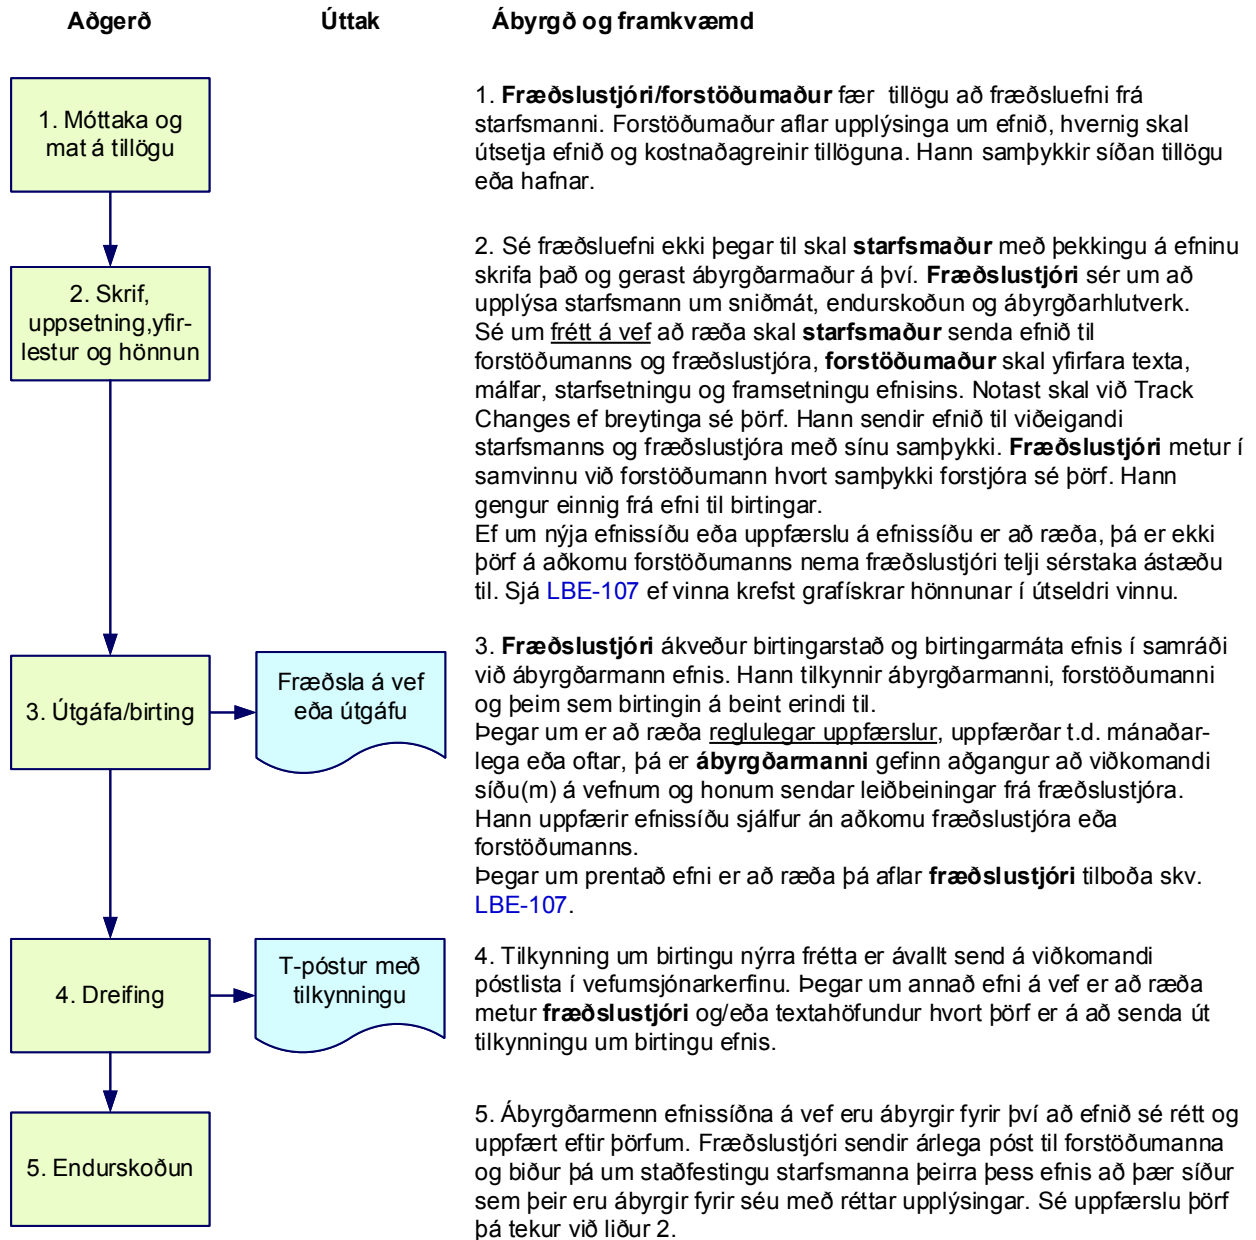 Aðgerð
Úttak
Ábyrgð og framkvæmd
1. Móttaka og
mat á tillögu
1. Fræðslustjóri/forstöðumaður fær  tillögu að fræðsluefni frá
starfsmanni. Forstöðumaður aflar upplýsinga um efnið, hvernig skal
útsetja efnið og kostnaðagreinir tillöguna. Hann samþykkir síðan tillögu
eða hafnar.
2. Skrif,
uppsetning,yfir-
lestur og hönnun
2. Sé fræðsluefni ekki þegar til skal starfsmaður með þekkingu á efninu
skrifa það og gerast ábyrgðarmaður á því. Fræðslustjóri sér um að
upplýsa starfsmann um sniðmát, endurskoðun og ábyrgðarhlutverk.
Sé um frétt á vef að ræða skal starfsmaður senda efnið til
forstöðumanns og fræðslustjóra, forstöðumaður skal yfirfara texta,
málfar, starfsetningu og framsetningu efnisins. Notast skal við Track
Changes ef breytinga sé þörf. Hann sendir efnið til viðeigandi
starfsmanns og fræðslustjóra með sínu samþykki. Fræðslustjóri metur í
samvinnu við forstöðumann hvort samþykki forstjóra sé þörf. Hann
gengur einnig frá efni til birtingar.
Ef um nýja efnissíðu eða uppfærslu á efnissíðu er að ræða, þá er ekki
þörf á aðkomu forstöðumanns nema fræðslustjóri telji sérstaka ástæðu
til. Sjá LBE-107 ef vinna krefst grafískrar hönnunar í útseldri vinnu.
3. Útgáfa/birting
Fræðsla á vef
eða útgáfu
3. Fræðslustjóri ákveður birtingarstað og birtingarmáta efnis í samráði
við ábyrgðarmann efnis. Hann tilkynnir ábyrgðarmanni, forstöðumanni
og þeim sem birtingin á beint erindi til.
Þegar um er að ræða reglulegar uppfærslur, uppfærðar t.d. mánaðar-
lega eða oftar, þá er ábyrgðarmanni gefinn aðgangur að viðkomandi
síðu(m) á vefnum og honum sendar leiðbeiningar frá fræðslustjóra.
Hann uppfærir efnissíðu sjálfur án aðkomu fræðslustjóra eða
forstöðumanns.
Þegar um prentað efni er að ræða þá aflar fræðslustjóri tilboða skv.
LBE-107.
4. Dreifing
T-póstur með
tilkynningu
4. Tilkynning um birtingu nýrra frétta er ávallt send á viðkomandi
póstlista í vefumsjónarkerfinu. Þegar um annað efni á vef er að ræða
metur fræðslustjóri og/eða textahöfundur hvort þörf er á að senda út
tilkynningu um birtingu efnis.
5. Endurskoðun
5. Ábyrgðarmenn efnissíðna á vef eru ábyrgir fyrir því að efnið sé rétt og
uppfært eftir þörfum. Fræðslustjóri sendir árlega póst til forstöðumanna
og biður þá um staðfestingu starfsmanna þeirra þess efnis að þær síður
sem þeir eru ábyrgir fyrir séu með réttar upplýsingar. Sé uppfærslu þörf
þá tekur við liður 2.